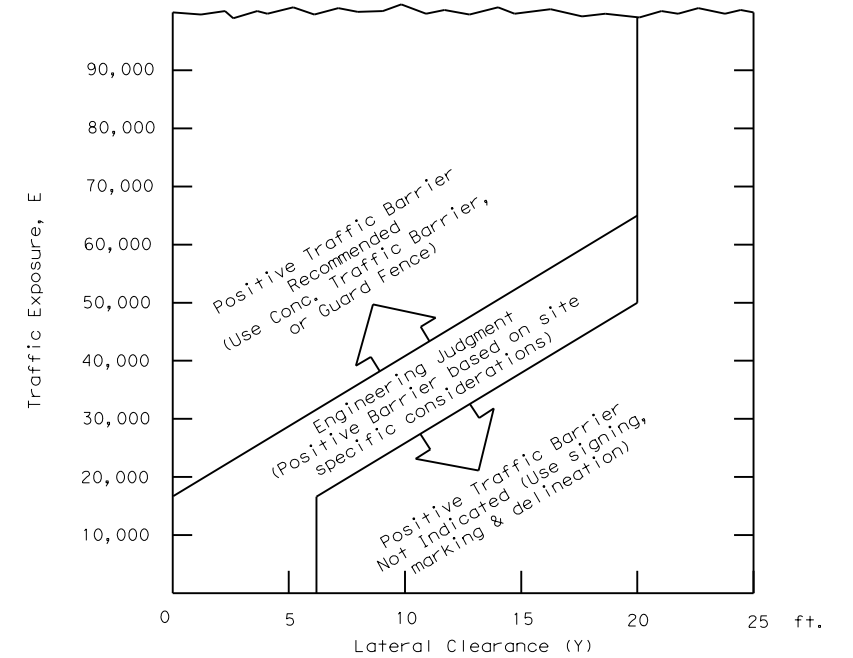 90,000
80,000
70,000
60,000
50,000
40,000
30,000
20,000
10,000
Traffic Exposure, E
Positive Traffic Barrier
Recommended
(Use Conc. Traffic Barrier,
or Guard Fence)
Engineering Judgment
(Positive Barrier based on site
specific considerations)
Positive Traffic Barrier
Not Indicated (Use signing,
marking & delineation)
0 5 10 15 20 25 ft.
Lateral Clearance (Y)